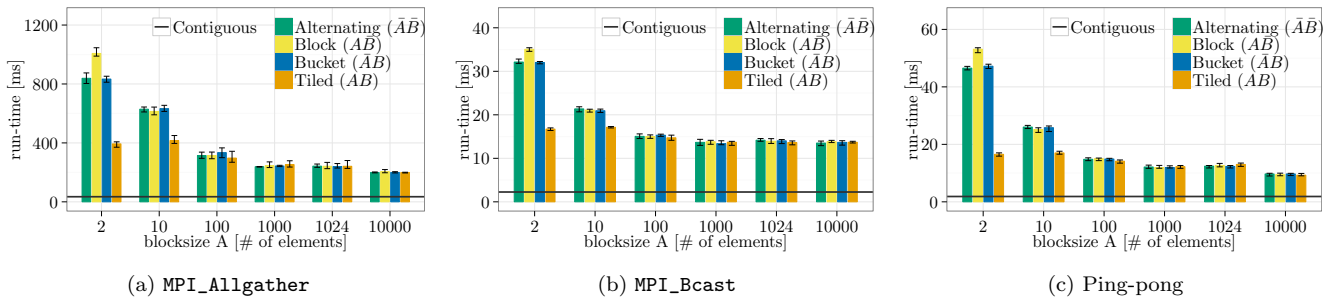 1200
800
400
0
run-time [ms]
Contiguous
Alternating (ĀB̄)
Block (AB̄)
Bucket (ĀB)
Tiled (AB)
2 10 100 1000 1024 10000
blocksize A [# of elements]
(a) MPI_Allgather
40
30
20
10
0
run-time [ms]
Contiguous
Alternating (ĀB̄)
Block (AB̄)
Bucket (ĀB)
Tiled (AB)
2 10 100 1000 1024 10000
blocksize A [# of elements]
(b) MPI_Bcast
60
40
20
0
run-time [ms]
Contiguous
Alternating (ĀB̄)
Block (AB̄)
Bucket (ĀB)
Tiled (AB)
2 10 100 1000 1024 10000
blocksize A [# of elements]
(c) Ping-pong